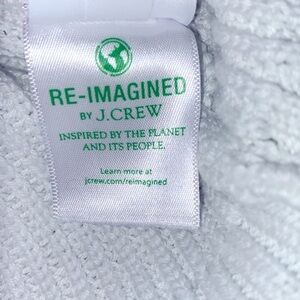 RE-IMAGINED
BY J.CREW
INSPIRED BY THE PLANET
AND ITS PEOPLE.
Learn more at
jcrew.com/reimagined